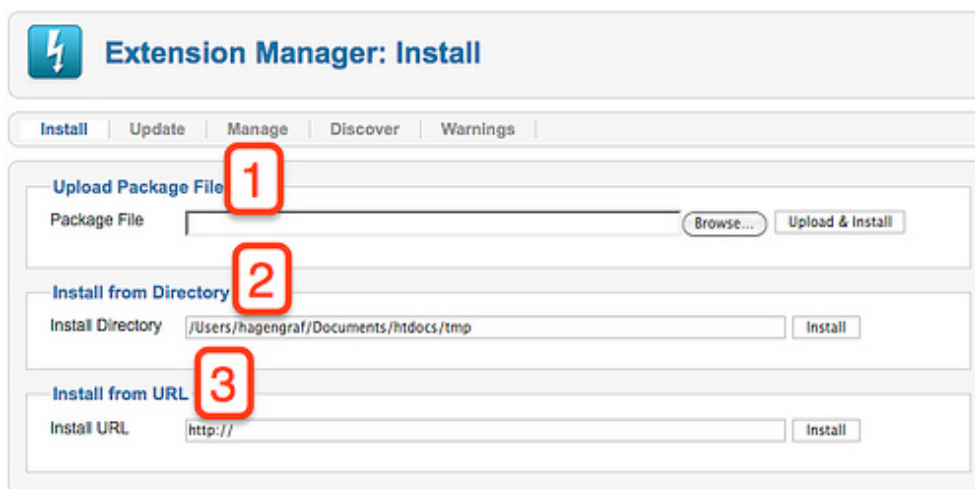 Extension Manager: Install
Install Update Manage Discover Warnings
1
Upload Package File
Package File Browse... Upload & Install
2
Install from Directory
Install Directory /Users/hagengraf/Documents/htdocs/tmp Install
3
Install from URL
Install URL http:// Install